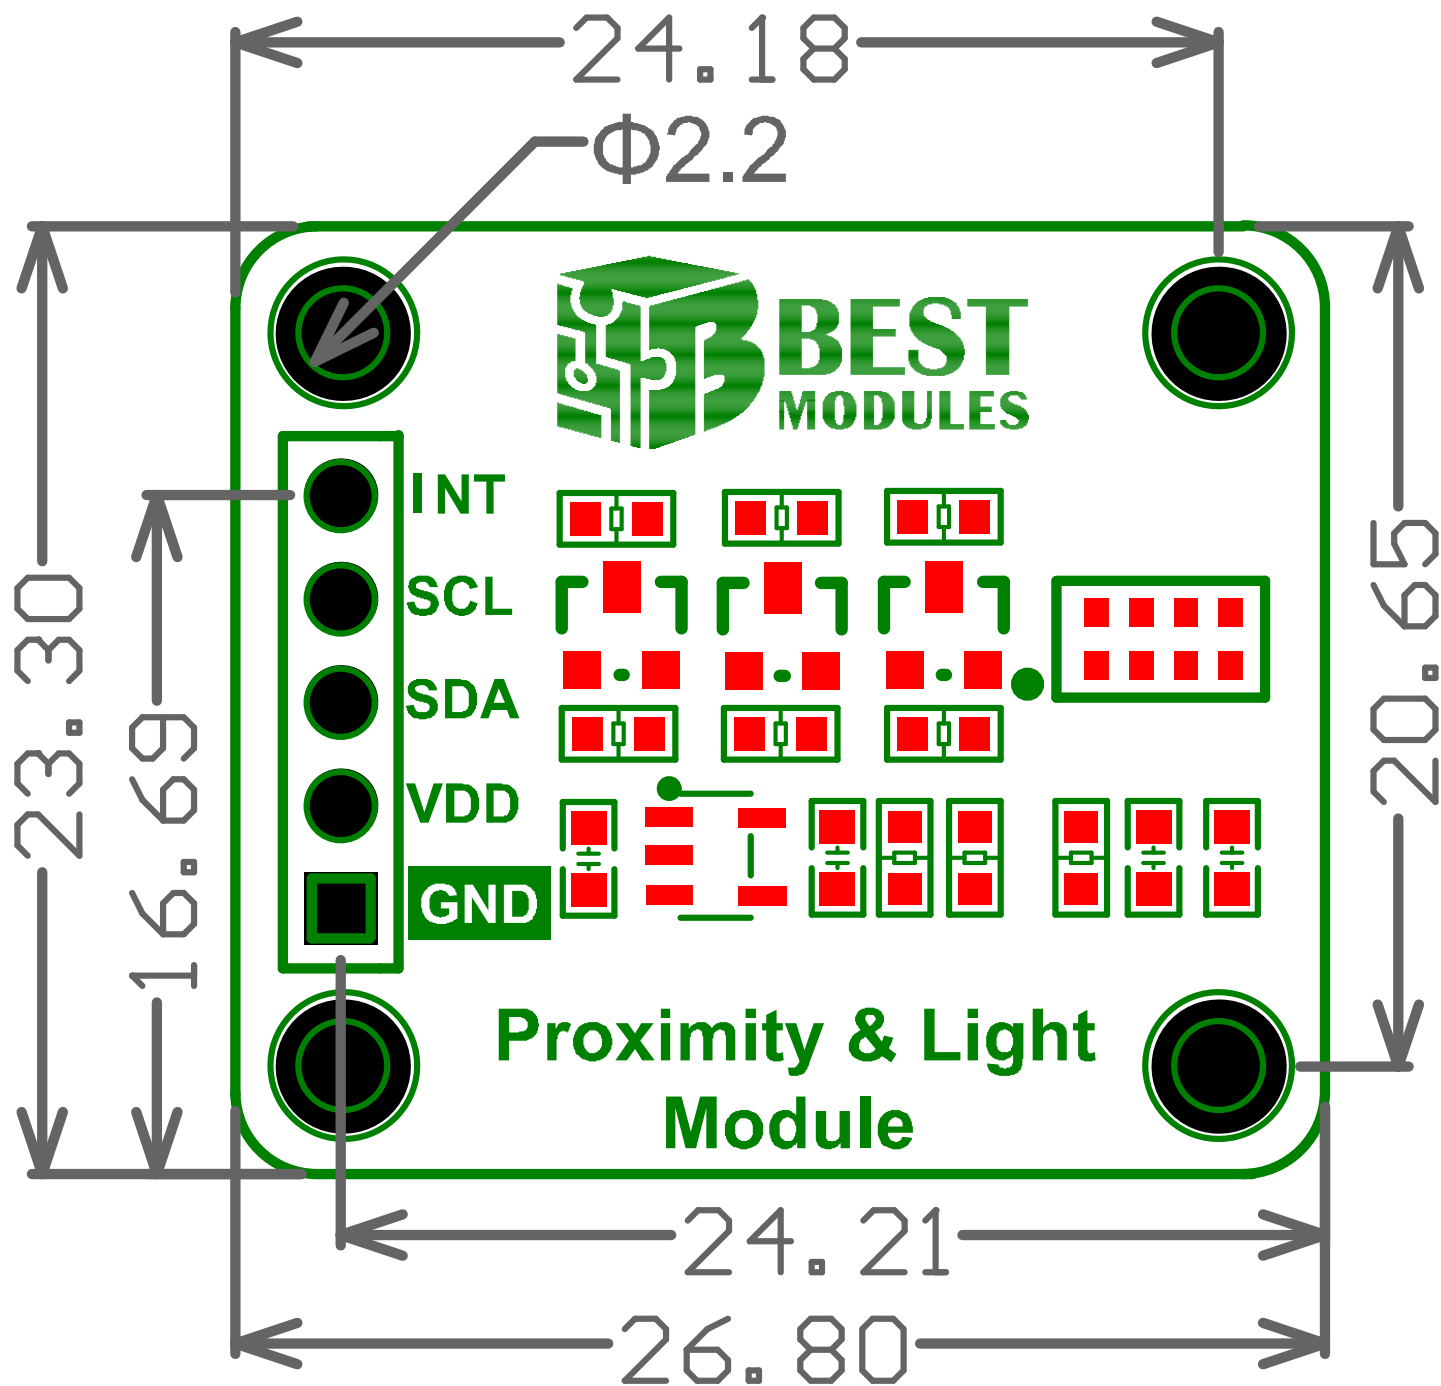 24.18
Φ2.2
BEST
MODULES
INT
SCL
SDA
VDD
GND
23.30
16.69
20.65
Proximity & Light
Module
24.21
26.80